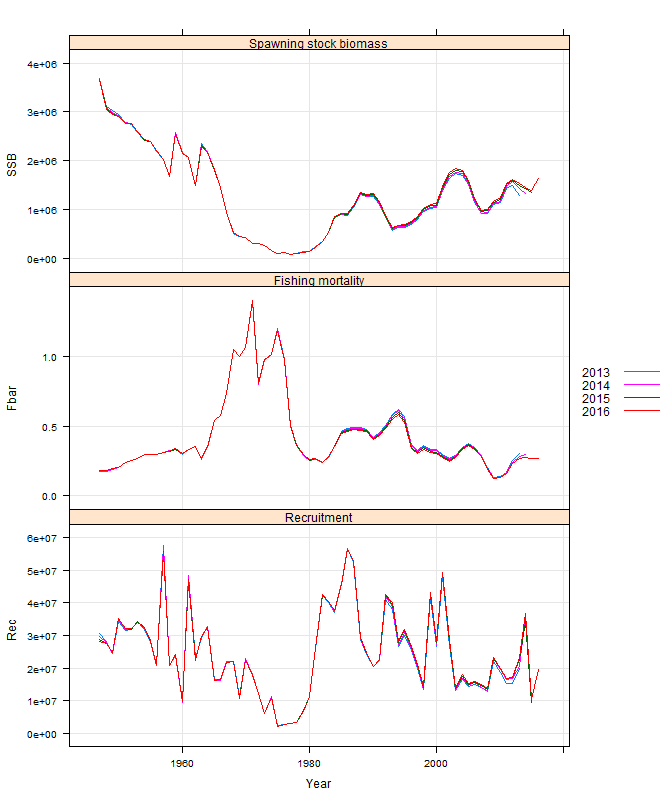 Spawning stock biomass
4e+06
3e+06
2e+06
1e+06
0e+00
SSB
Fishing mortality
1.0
0.5
0.0
Fbar
2013
2014
2015
2016
Recruitment
6e+07
5e+07
4e+07
3e+07
2e+07
1e+07
0e+00
Rec
1960
1980
2000
Year